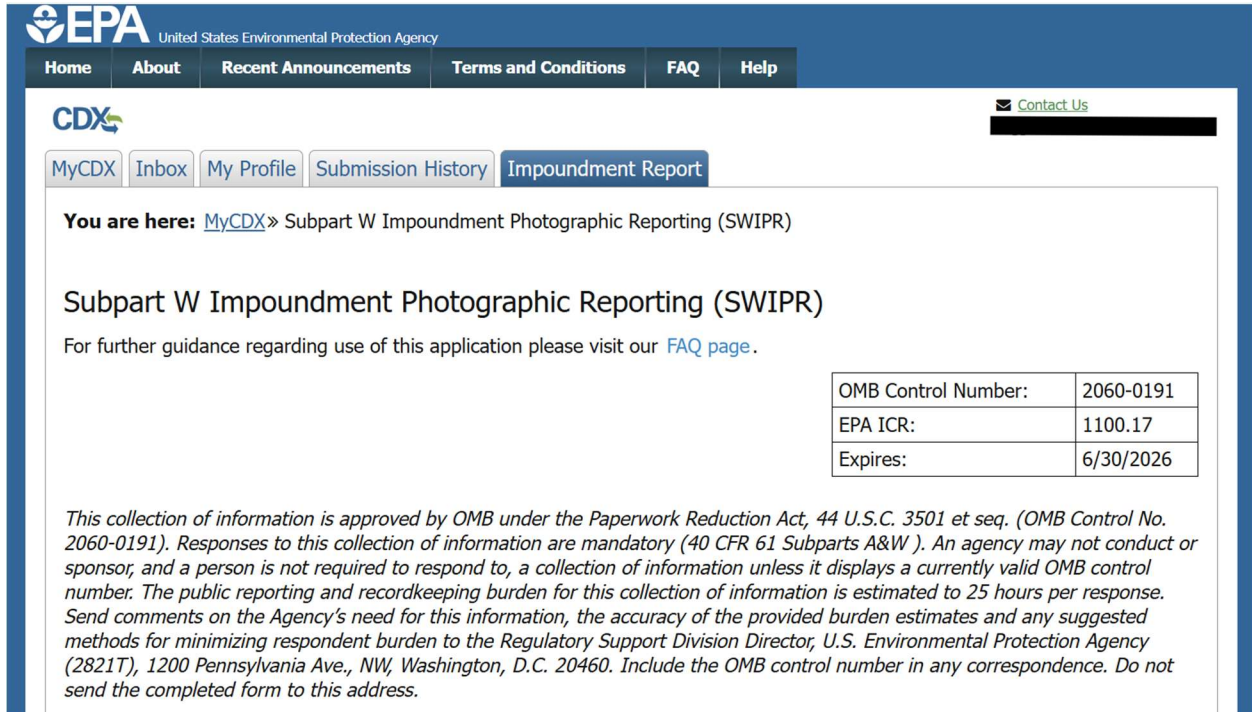 EPA United States Environmental Protection Agency
Home About Recent Announcements Terms and Conditions FAQ Help
CDX
Contact Us
MyCDX Inbox My Profile Submission History Impoundment Report
You are here: MyCDX» Subpart W Impoundment Photographic Reporting (SWIPR)
Subpart W Impoundment Photographic Reporting (SWIPR)
For further guidance regarding use of this application please visit our FAQ page.
OMB Control Number: 2060-0191
EPA ICR: 1100.17
Expires: 6/30/2026
This collection of information is approved by OMB under the Paperwork Reduction Act, 44 U.S.C. 3501 et seq. (OMB Control No.
2060-0191). Responses to this collection of information are mandatory (40 CFR 61 Subparts A&W ). An agency may not conduct or
sponsor, and a person is not required to respond to, a collection of information unless it displays a currently valid OMB control
number. The public reporting and recordkeeping burden for this collection of information is estimated to 25 hours per response.
Send comments on the Agency's need for this information, the accuracy of the provided burden estimates and any suggested
methods for minimizing respondent burden to the Regulatory Support Division Director, U.S. Environmental Protection Agency
(2821T), 1200 Pennsylvania Ave., NW, Washington, D.C. 20460. Include the OMB control number in any correspondence. Do not
send the completed form to this address.